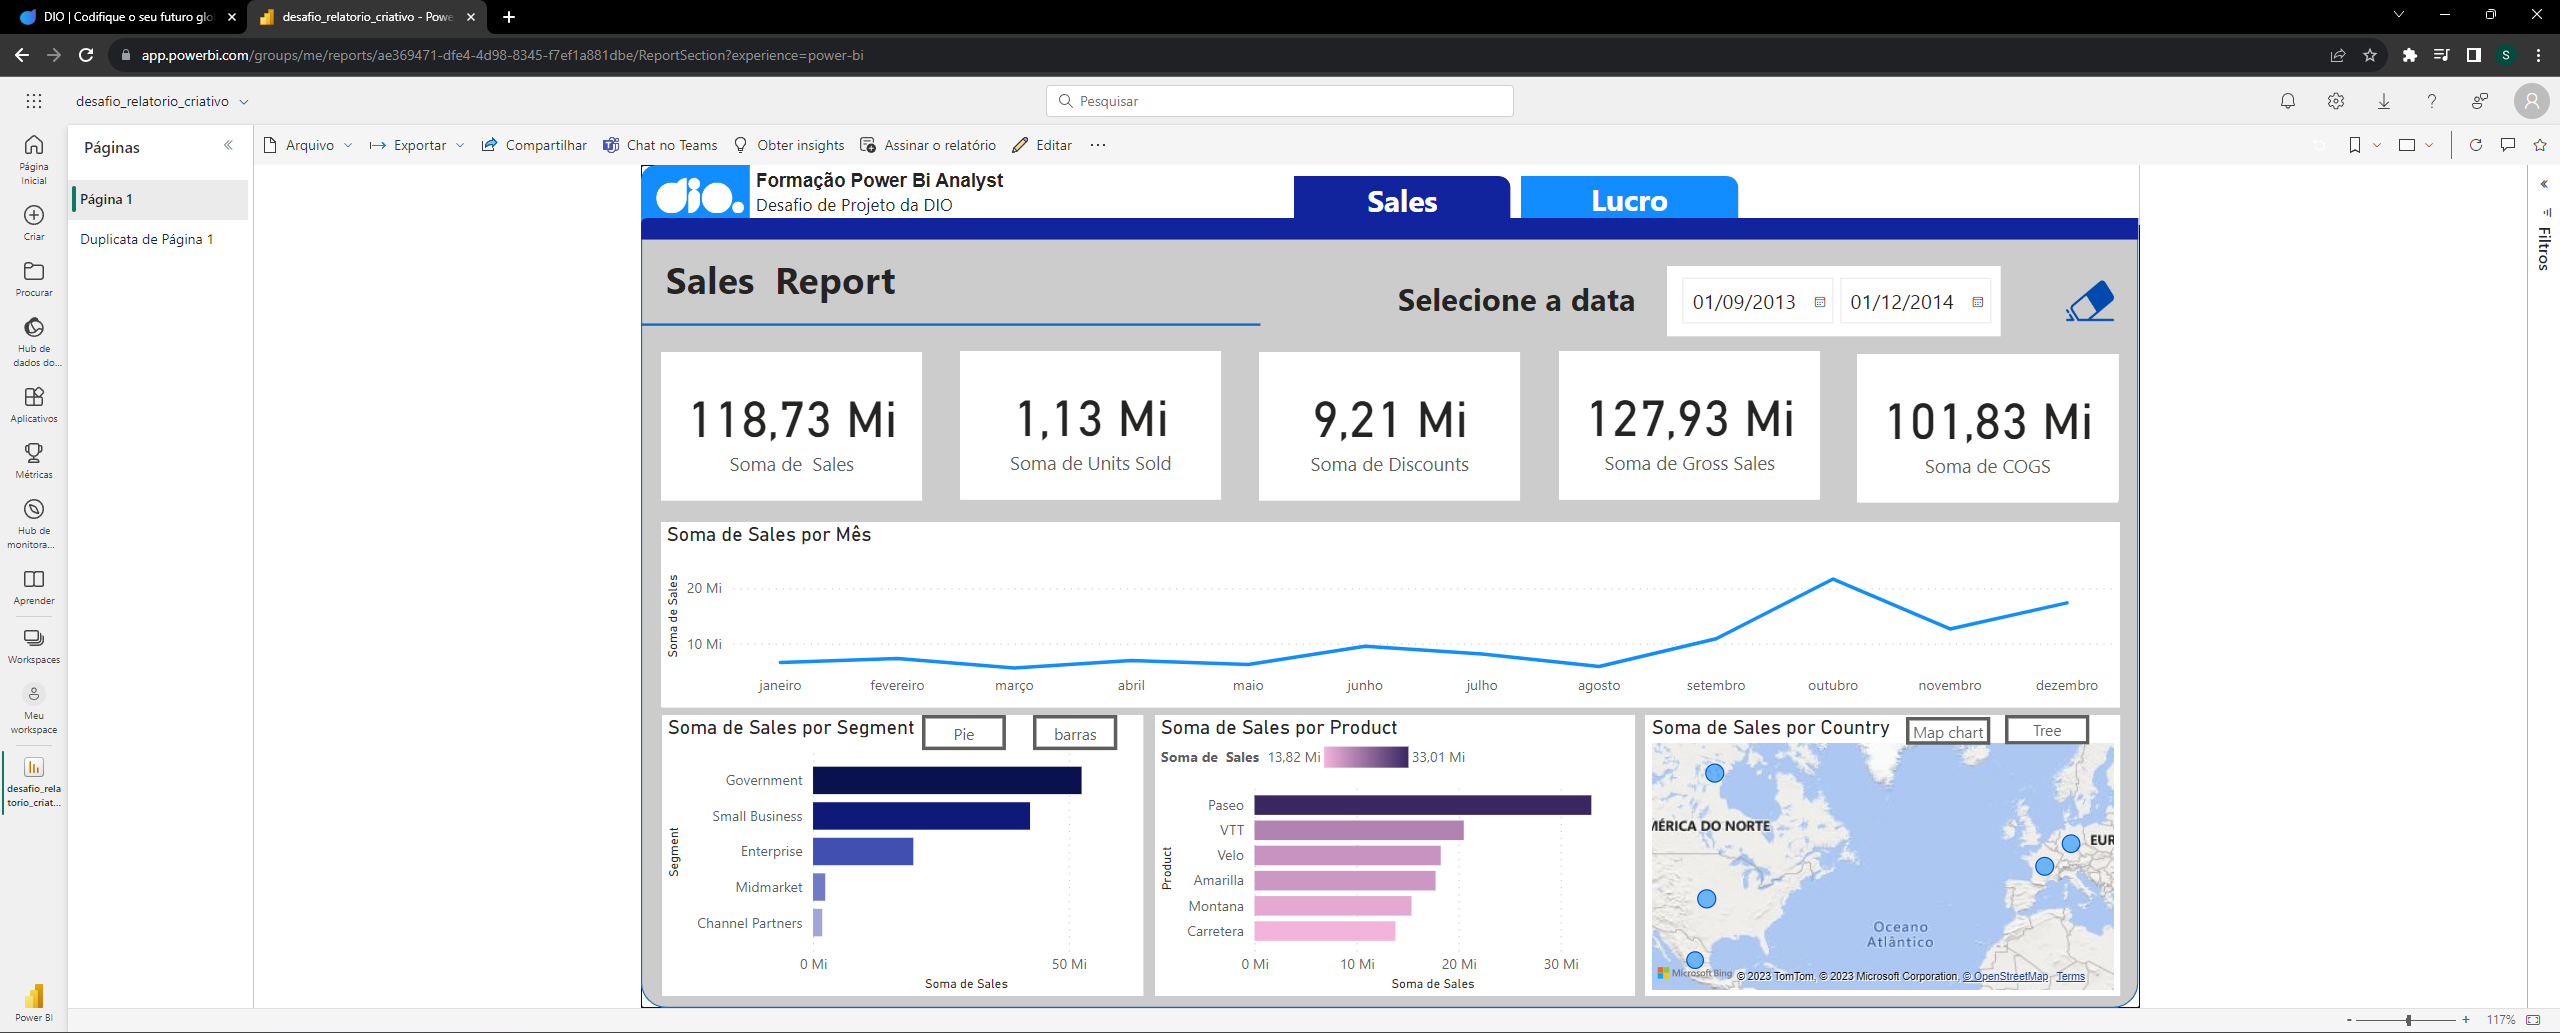 DIO | Codifique o seu futuro glo
desafio_relatorio_criativo - Powe
app.powerbi.com/groups/me/reports/ae369471-dfe4-4d98-8345-f7ef1a881dbe/ReportSection?experience=power-bi
S
desafio_relatorio_criativo
Pesquisar
Página Inicial
Criar
Procurar
Hub de dados do...
Aplicativos
Métricas
Hub de monitora...
Aprender
Workspaces
Meu workspace
desafio_rela
torio_criat...
Power BI
Páginas
Página 1
Duplicata de Página 1
Arquivo
Exportar
Compartilhar
Chat no Teams
Obter insights
Assinar o relatório
Editar
Filtros
dio.
Formação Power Bi Analyst
Desafio de Projeto da DIO
Sales
Lucro
Sales Report
Selecione a data
01/09/2013
01/12/2014
118,73 Mi
Soma de Sales
1,13 Mi
Soma de Units Sold
9,21 Mi
Soma de Discounts
127,93 Mi
Soma de Gross Sales
101,83 Mi
Soma de COGS
Soma de Sales por Mês
Soma de Sales
20 Mi
10 Mi
janeiro fevereiro março abril maio junho julho agosto setembro outubro novembro dezembro
Soma de Sales por Segment
Pie
barras
Segment
Government
Small Business
Enterprise
Midmarket
Channel Partners
0 Mi 50 Mi
Soma de Sales
Soma de Sales por Product
Soma de Sales 13,82 Mi 33,01 Mi
Product
Paseo
VTT
Velo
Amarilla
Montana
Carretera
0 Mi 10 Mi 20 Mi 30 Mi
Soma de Sales
Soma de Sales por Country
Map chart
Tree
MÉRICA DO NORTE
EUR
Oceano
Atlântico
Microsoft Bing
© 2023 TomTom, © 2023 Microsoft Corporation, © OpenStreetMap Terms
- + 117%